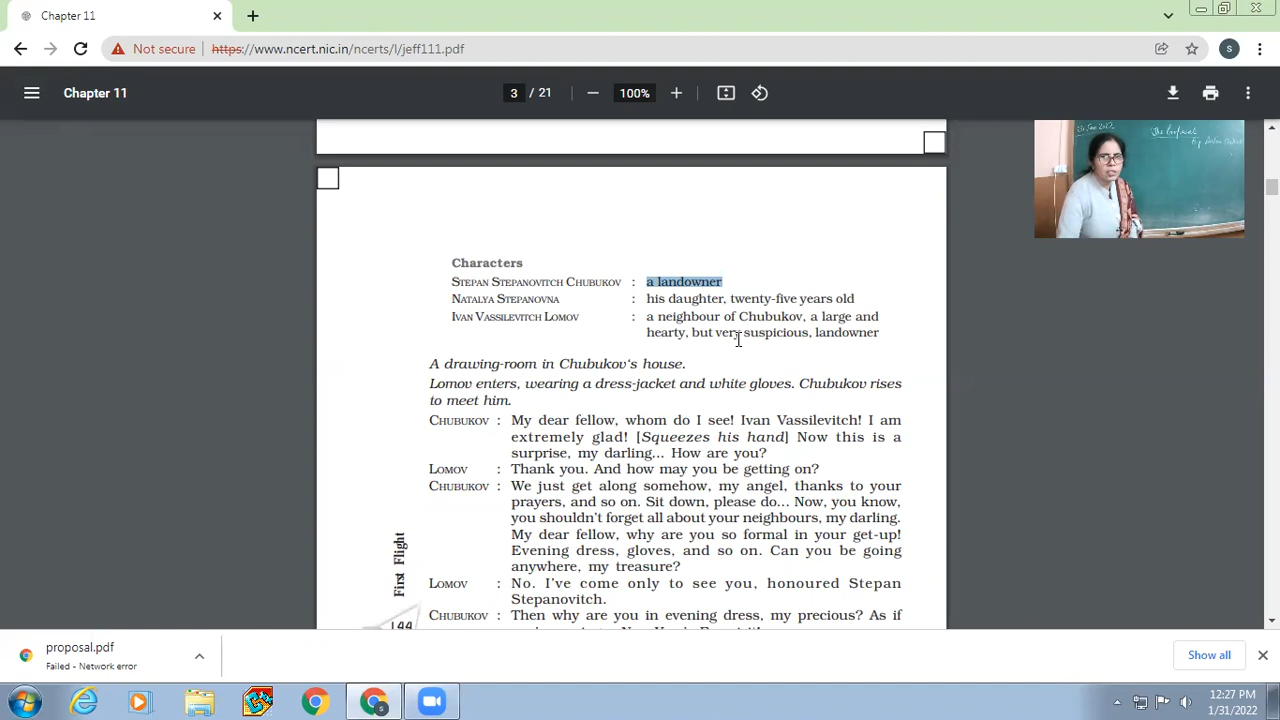 Chapter 11
Not secure | https://www.ncert.nic.in/ncerts/l/jeff111.pdf
S
Chapter 11
3 / 21
100%
31 Jan 2022
The Proposal
By Anton
Characters
STEPAN STEPANOVITCH CHUBUKOV : a landowner
NATALYA STEPANOVNA : his daughter, twenty-five years old
IVAN VASSILEVITCH LOMOV : a neighbour of Chubukov, a large and
hearty, but very suspicious, landowner
A drawing-room in Chubukov's house.
Lomov enters, wearing a dress-jacket and white gloves. Chubukov rises
to meet him.
CHUBUKOV : My dear fellow, whom do I see! Ivan Vassilevitch! I am
extremely glad! [Squeezes his hand] Now this is a
surprise, my darling... How are you?
LOMOV : Thank you. And how may you be getting on?
CHUBUKOV : We just get along somehow, my angel, thanks to your
prayers, and so on. Sit down, please do... Now, you know,
you shouldn't forget all about your neighbours, my darling.
My dear fellow, why are you so formal in your get-up!
Evening dress, gloves, and so on. Can you be going
anywhere, my treasure?
LOMOV : No. I've come only to see you, honoured Stepan
Stepanovitch.
CHUBUKOV : Then why are you in evening dress, my precious? As if
First Flight
144
proposal.pdf
Failed - Network error
Show all
S
12:27 PM
1/31/2022